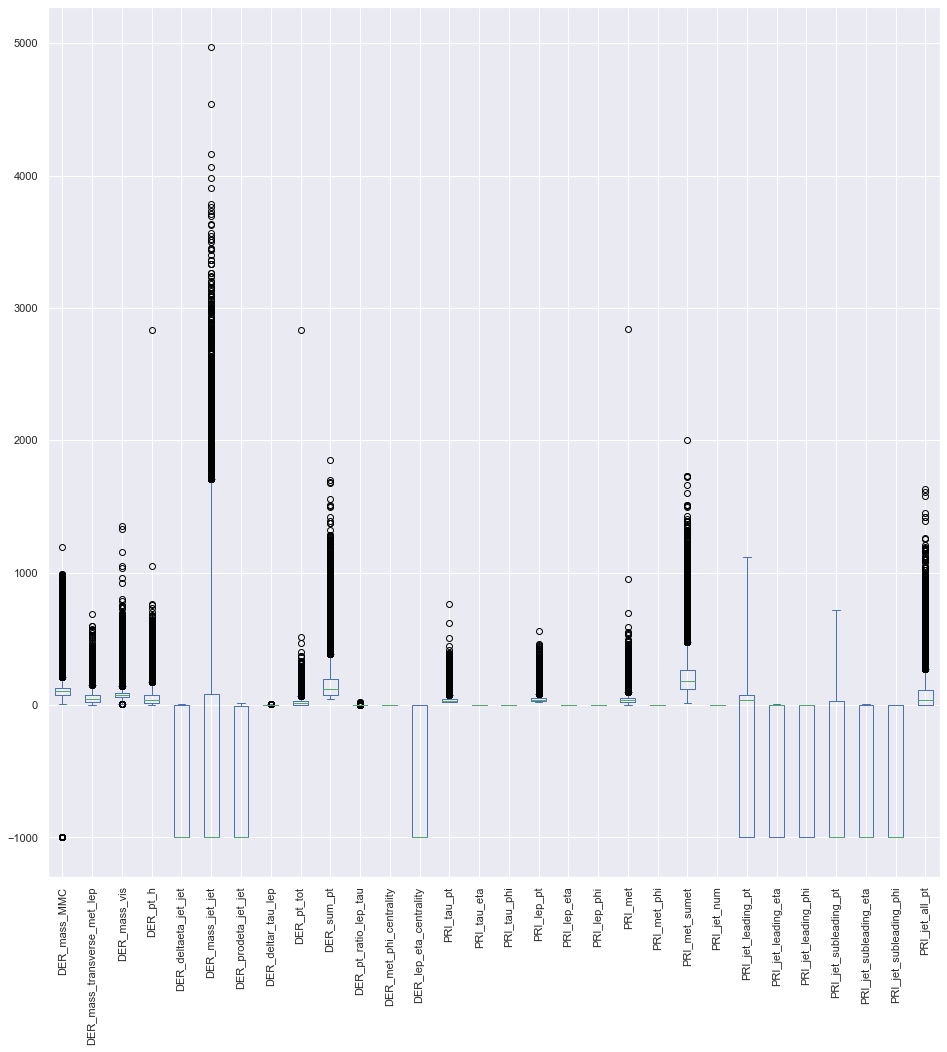 5000
4000
3000
2000
1000
0
−1000
DER_mass_MMC
DER_mass_transverse_met_lep
DER_mass_vis
DER_pt_h
DER_deltaeta_jet_jet
DER_mass_jet_jet
DER_prodeta_jet_jet
DER_deltar_tau_lep
DER_pt_tot
DER_sum_pt
DER_pt_ratio_lep_tau
DER_met_phi_centrality
DER_lep_eta_centrality
PRI_tau_pt
PRI_tau_eta
PRI_tau_phi
PRI_lep_pt
PRI_lep_eta
PRI_lep_phi
PRI_met
PRI_met_phi
PRI_met_sumet
PRI_jet_num
PRI_jet_leading_pt
PRI_jet_leading_eta
PRI_jet_leading_phi
PRI_jet_subleading_pt
PRI_jet_subleading_eta
PRI_jet_subleading_phi
PRI_jet_all_pt